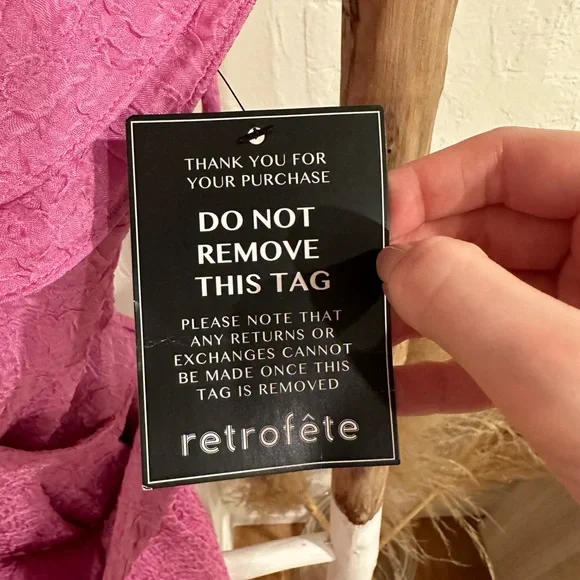 THANK YOU FOR
YOUR PURCHASE
DO NOT
REMOVE
THIS TAG
PLEASE NOTE THAT
ANY RETURNS OR
EXCHANGES CANNOT
BE MADE ONCE THIS
TAG IS REMOVED
retrofête